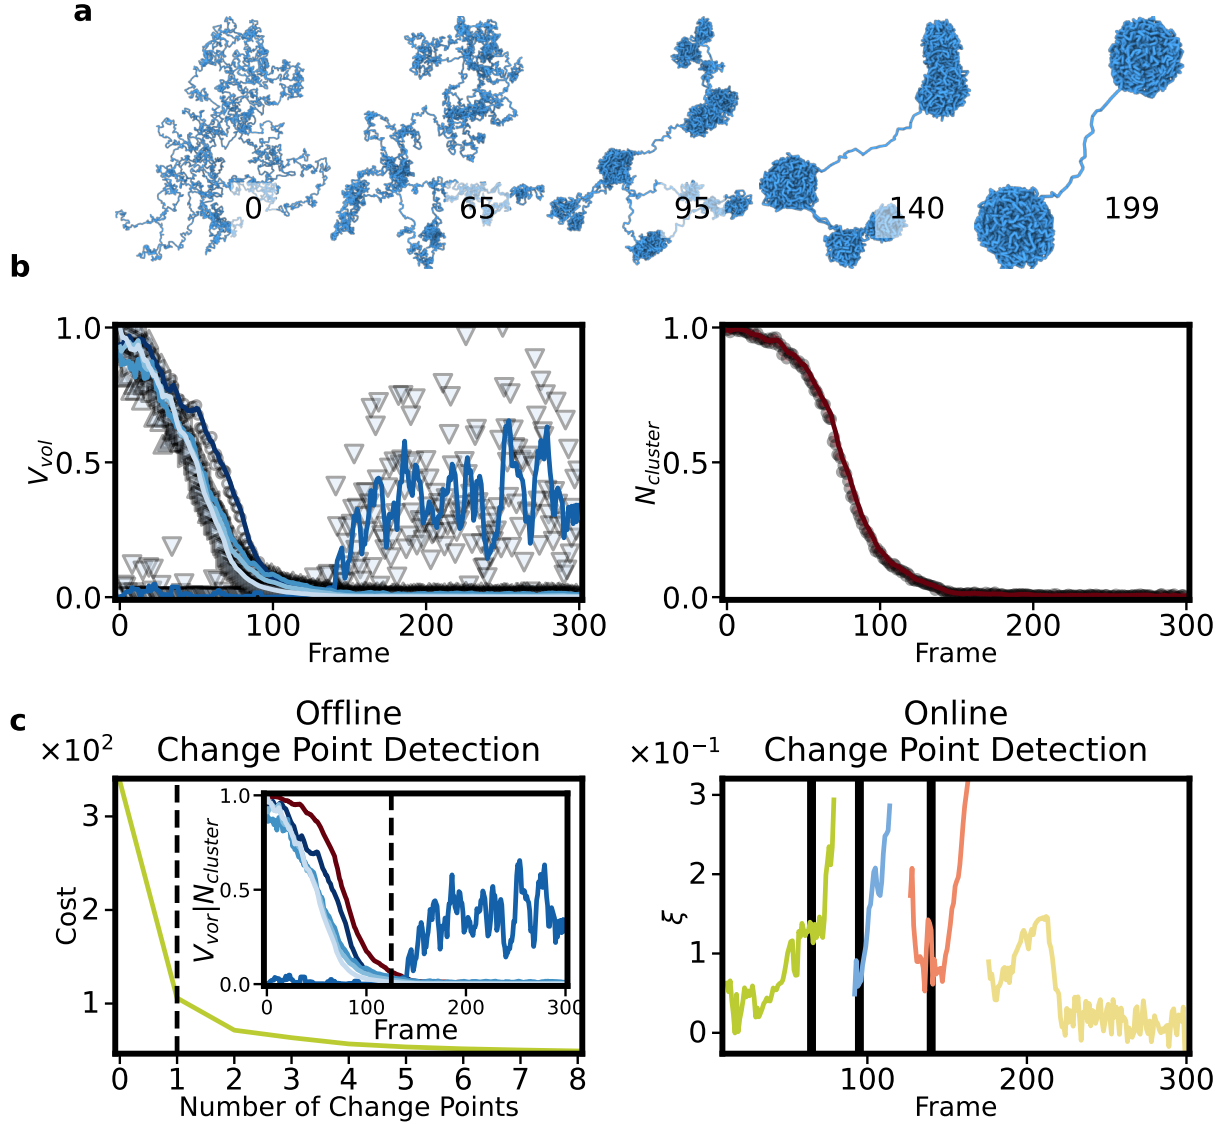 a
0
65
95
140
199
b
1.0
0.5
0.0
V_vol
0
100
200
300
Frame
1.0
0.5
0.0
N_cluster
0
100
200
300
Frame
c
Offline
Change Point Detection
×10²
3
2
1
Cost
0 1 2 3 4 5 6 7 8
Number of Change Points
1.0
0.5
0.0
V_vor|N_cluster
0
100
200
300
Frame
Online
Change Point Detection
×10⁻¹
3
2
1
0
ξ
100
200
300
Frame